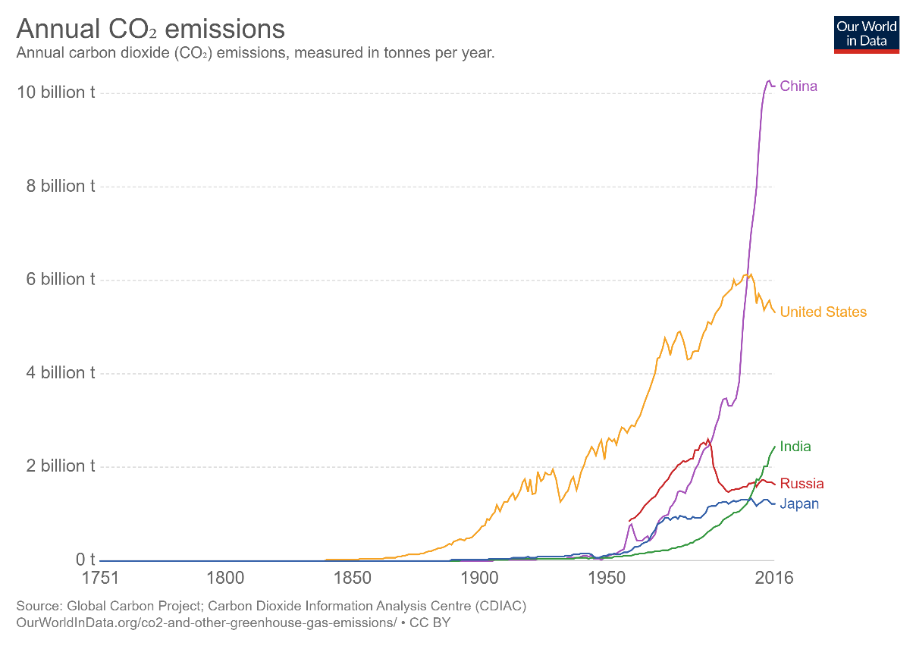 Annual CO₂ emissions
Annual carbon dioxide (CO₂) emissions, measured in tonnes per year.
Our World
in Data
10 billion t
8 billion t
6 billion t
4 billion t
2 billion t
0 t
China
United States
India
Russia
Japan
1751 1800 1850 1900 1950 2016
Source: Global Carbon Project; Carbon Dioxide Information Analysis Centre (CDIAC)
OurWorldInData.org/co2-and-other-greenhouse-gas-emissions/ • CC BY